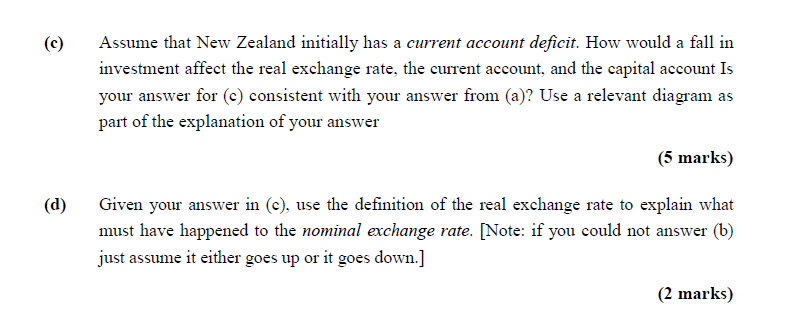 (c) Assume that New Zealand initially has a current account deficit. How would a fall in
investment affect the real exchange rate, the current account, and the capital account Is
your answer for (c) consistent with your answer from (a)? Use a relevant diagram as
part of the explanation of your answer
(5 marks)
(d) Given your answer in (c), use the definition of the real exchange rate to explain what
must have happened to the nominal exchange rate. [Note: if you could not answer (b)
just assume it either goes up or it goes down.]
(2 marks)